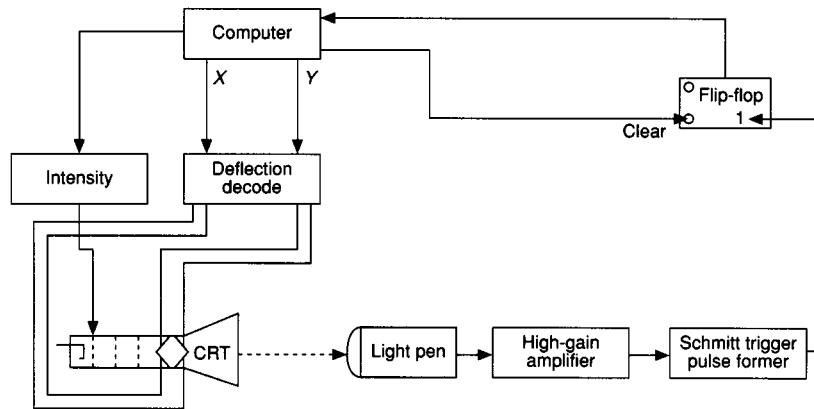 Computer
X
Y
Flip-flop
1
Clear
Intensity
Deflection
decode
CRT
Light pen
High-gain
amplifier
Schmitt trigger
pulse former